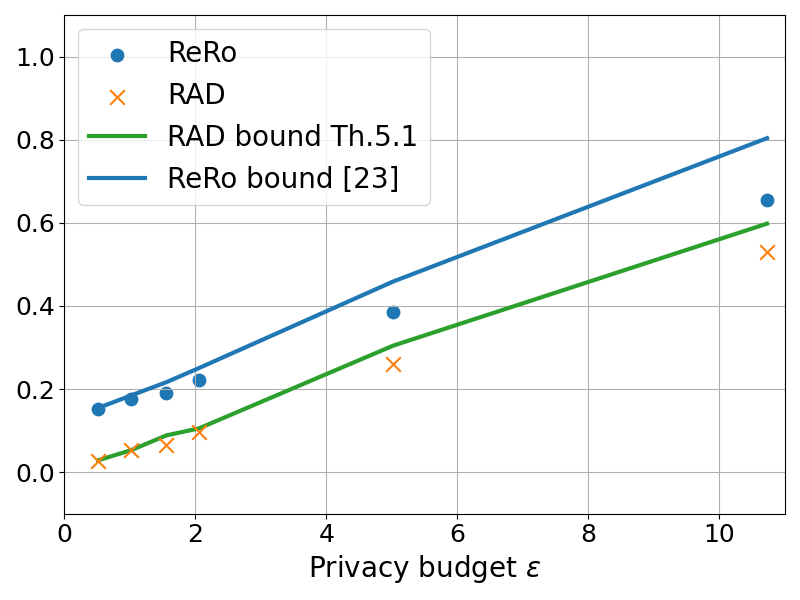 ReRo
RAD
RAD bound Th.5.1
ReRo bound [23]
1.0
0.8
0.6
0.4
0.2
0.0
0 2 4 6 8 10
Privacy budget ε